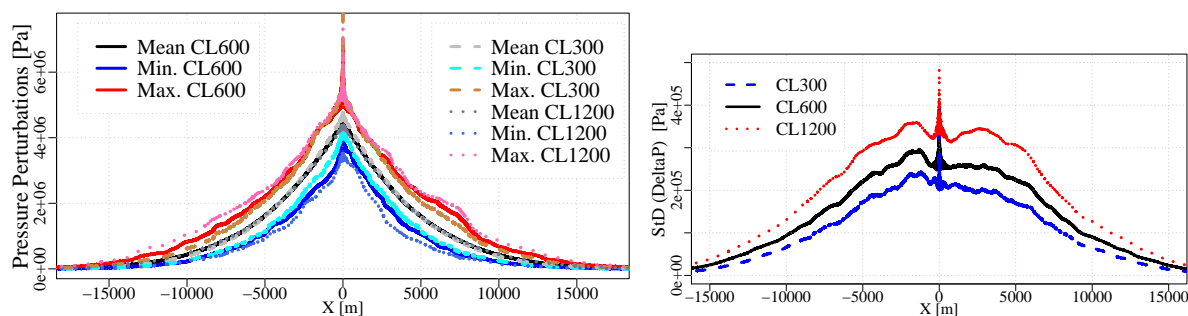 Pressure Perturbations [Pa]
0e+00 2e+06 4e+06 6e+06
Mean CL600
Min. CL600
Max. CL600
Mean CL300
Min. CL300
Max. CL300
Mean CL1200
Min. CL1200
Max. CL1200
−15000 −10000 −5000 0 5000 10000 15000
X [m]
StD (DeltaP) [Pa]
0e+00 2e+05 4e+05
CL300
CL600
CL1200
−15000 −10000 −5000 0 5000 10000 15000
X [m]